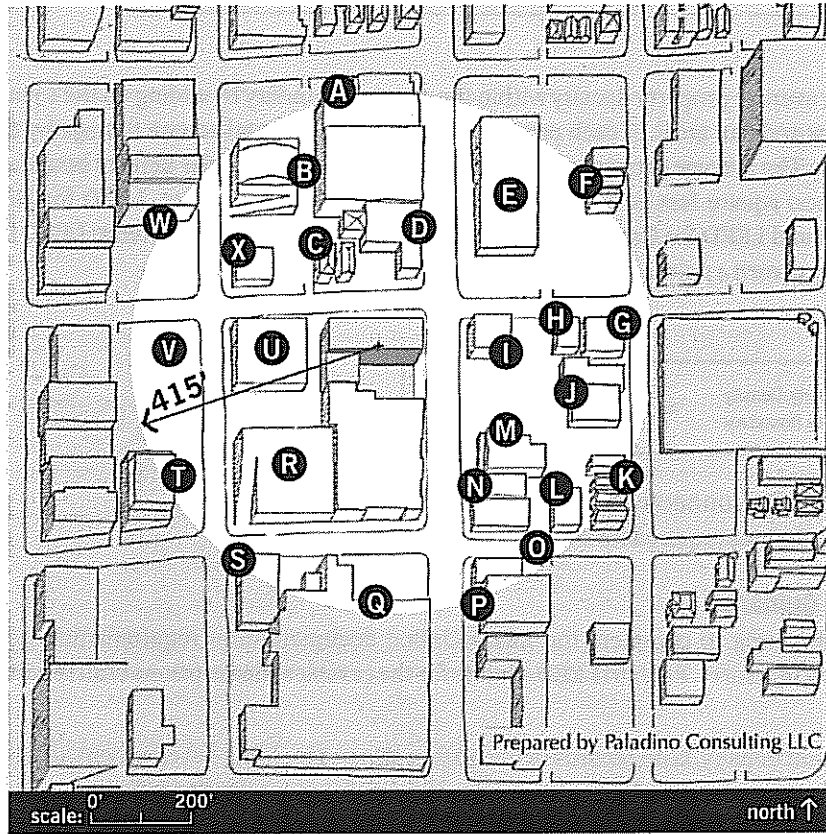 A
B
F
E
W
D
X
C
H
G
V
U
I
415'
J
M
R
T
N
L
K
O
S
Q
P
Prepared by Paladino Consulting LLC
scale: 0' 200'
north ↑